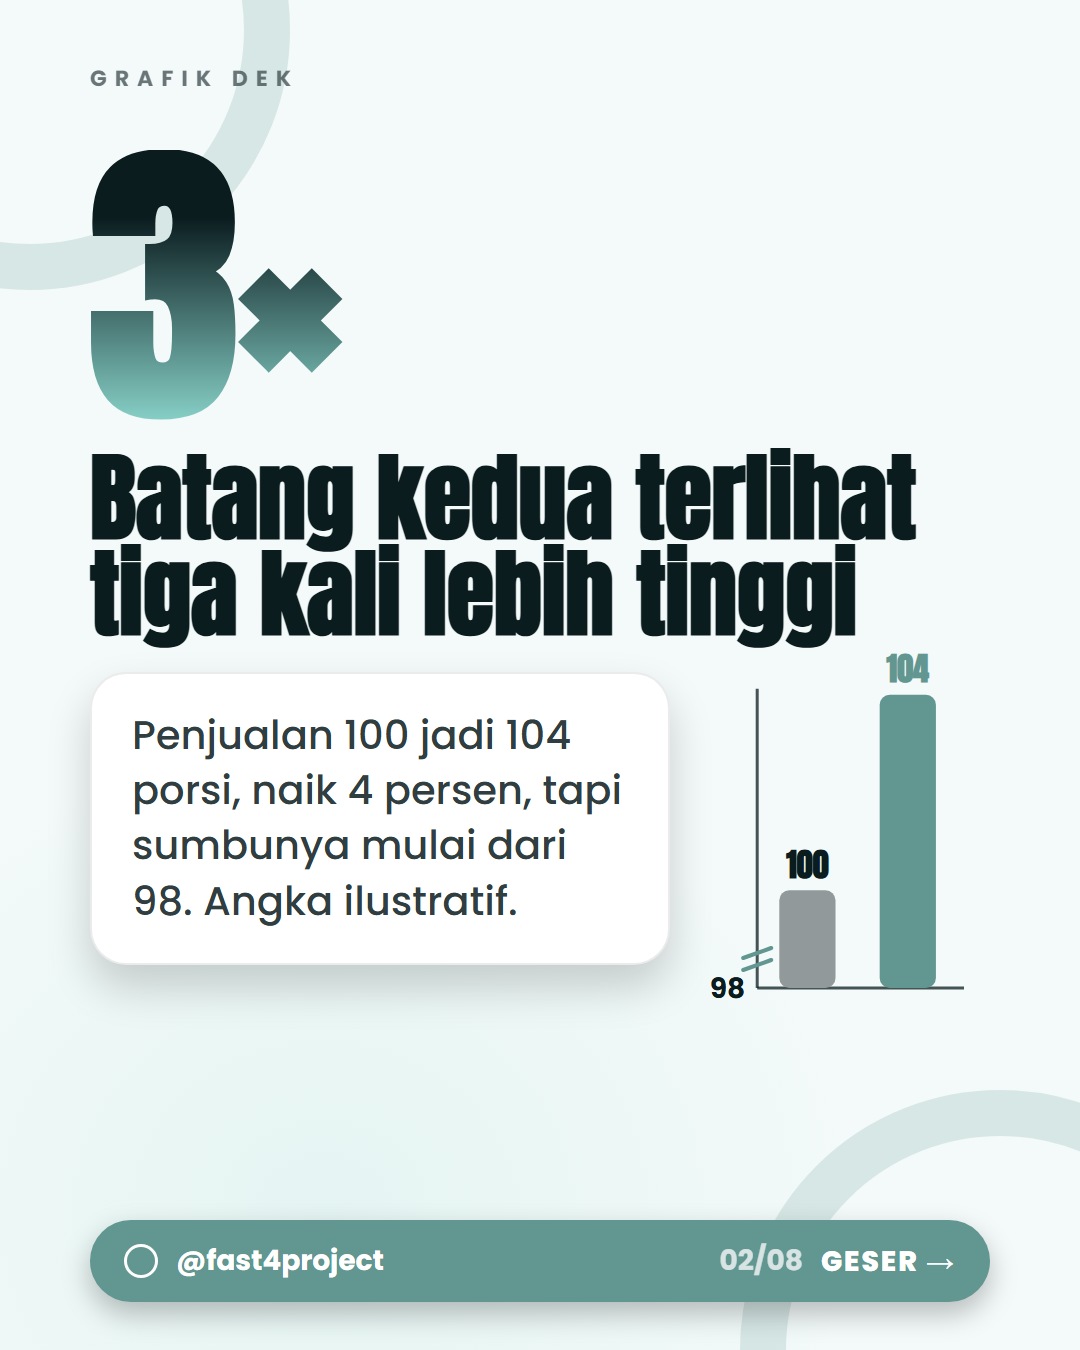 GRAFIK DEK
3×
Batang kedua terlihat
tiga kali lebih tinggi
Penjualan 100 jadi 104
porsi, naik 4 persen, tapi
sumbunya mulai dari
98. Angka ilustratif.
104
100
98
@fast4project
02/08 GESER →